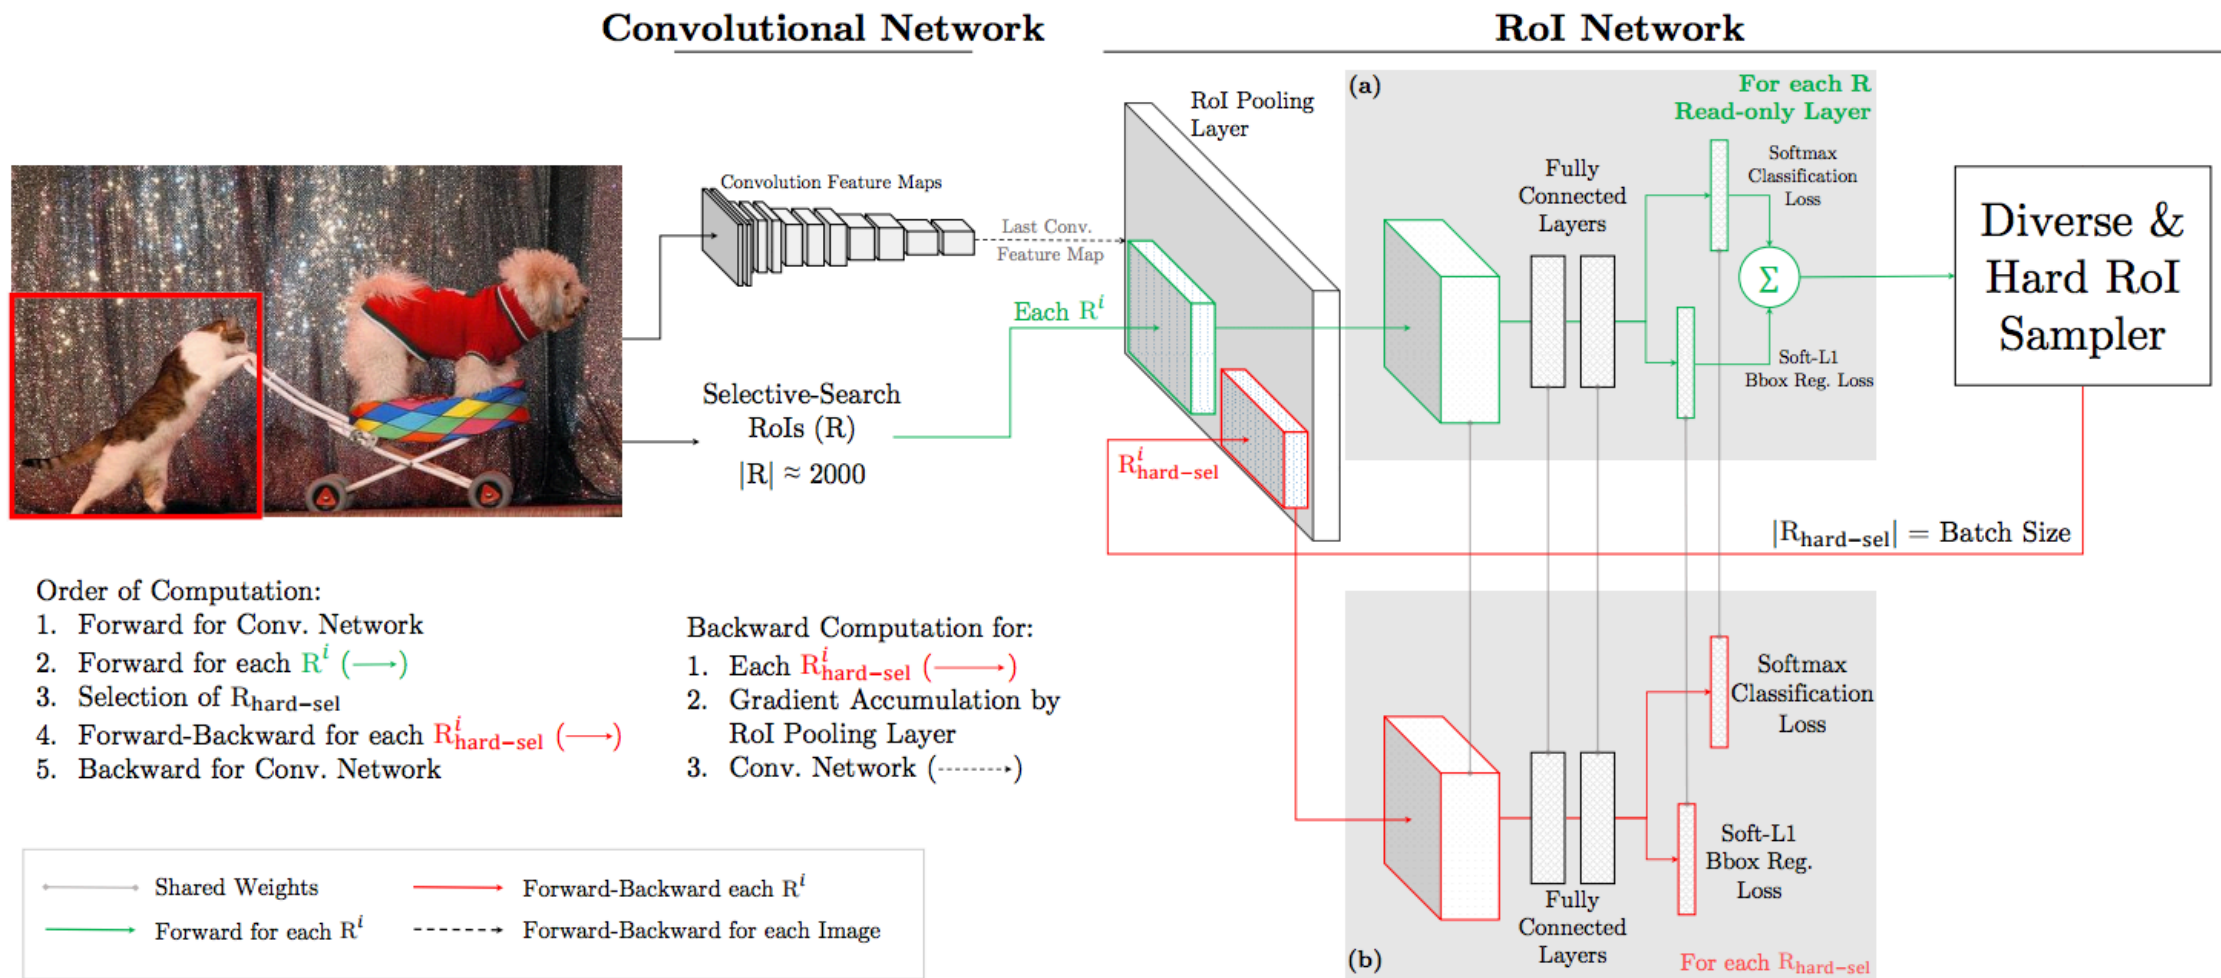 Convolutional Network
RoI Network
(a)
For each R
Read-only Layer
RoI Pooling
Layer
Convolution Feature Maps
Last Conv.
Feature Map
Each R^i
Selective-Search
RoIs (R)
|R| ≈ 2000
R^i_hard−sel
Fully
Connected
Layers
Softmax
Classification
Loss
Σ
Soft-L1
Bbox Reg. Loss
Diverse &
Hard RoI
Sampler
|R_hard−sel| = Batch Size
Order of Computation:
1. Forward for Conv. Network
2. Forward for each R^i (⟶)
3. Selection of R_hard−sel
4. Forward-Backward for each R^i_hard−sel (⟶)
5. Backward for Conv. Network
Backward Computation for:
1. Each R^i_hard−sel (⟶)
2. Gradient Accumulation by
RoI Pooling Layer
3. Conv. Network (⇢)
Softmax
Classification
Loss
Soft-L1
Bbox Reg.
Loss
Fully
Connected
Layers
(b)
For each R_hard−sel
Shared Weights
Forward-Backward each R^i
Forward for each R^i
Forward-Backward for each Image